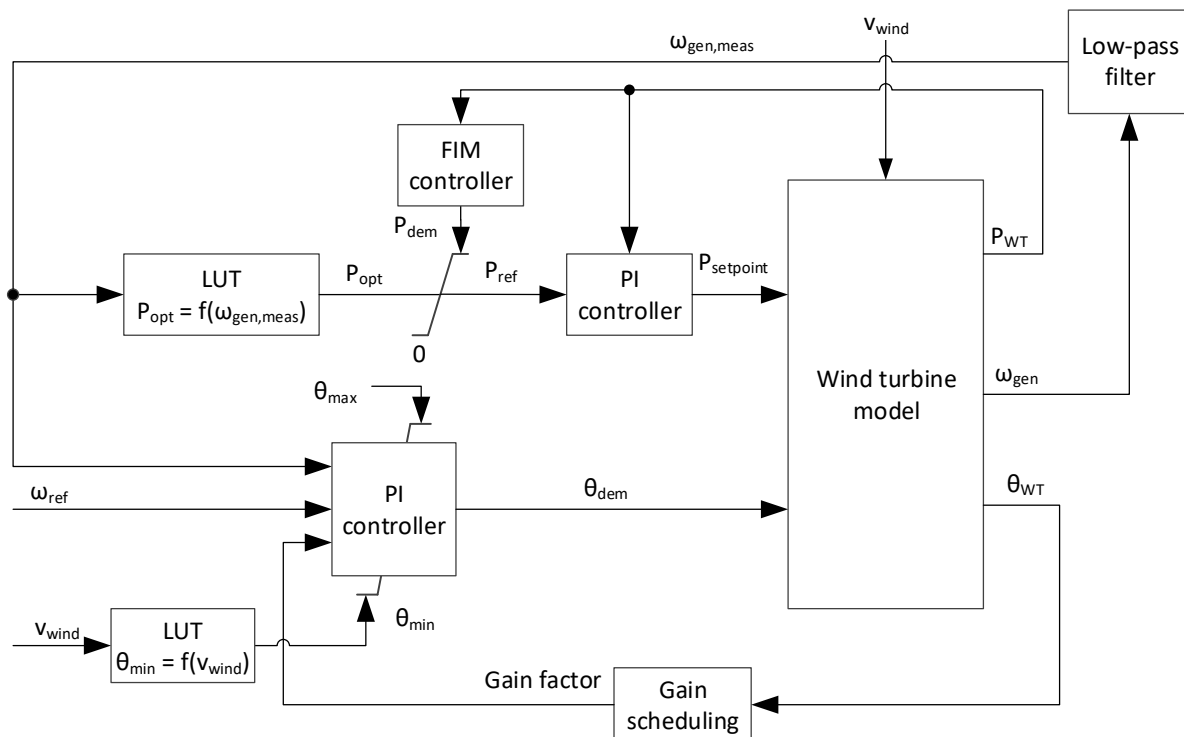 v_wind
ω_gen,meas
Low-pass
filter
FIM
controller
P_dem
P_WT
LUT
P_opt = f(ω_gen,meas)
P_opt
P_ref
PI
controller
P_setpoint
0
Wind turbine
model
ω_gen
θ_max
ω_ref
PI
controller
θ_dem
θ_WT
θ_min
v_wind
LUT
θ_min = f(v_wind)
Gain factor
Gain
scheduling